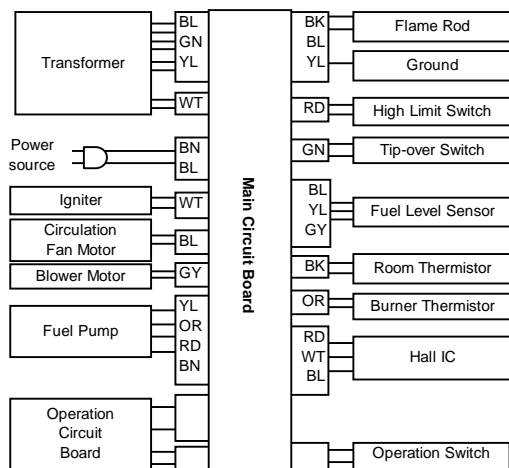 BL
GN
YL
Transformer
WT
Power
source
BN
BL
Igniter
WT
Circulation
Fan Motor
BL
Blower Motor
GY
Fuel Pump
YL
OR
RD
BN
Operation
Circuit
Board
Main Circuit Board
BK
BL
YL
Flame Rod
Ground
RD
High Limit Switch
GN
Tip-over Switch
BL
YL
GY
Fuel Level Sensor
BK
Room Thermistor
OR
Burner Thermistor
RD
WT
BL
Hall IC
Operation Switch